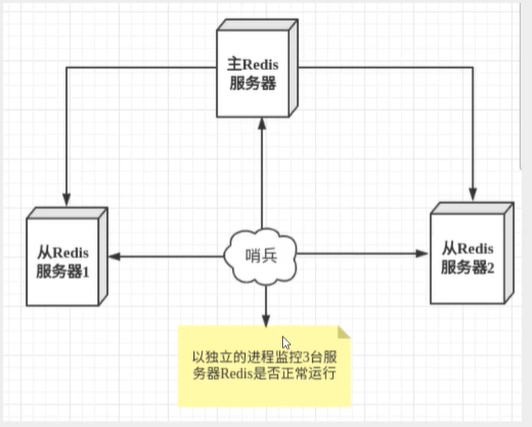 主Redis
服务器
从Redis
服务器1
哨兵
从Redis
服务器2
以独立的进程监控3台服
务器Redis是否正常运行